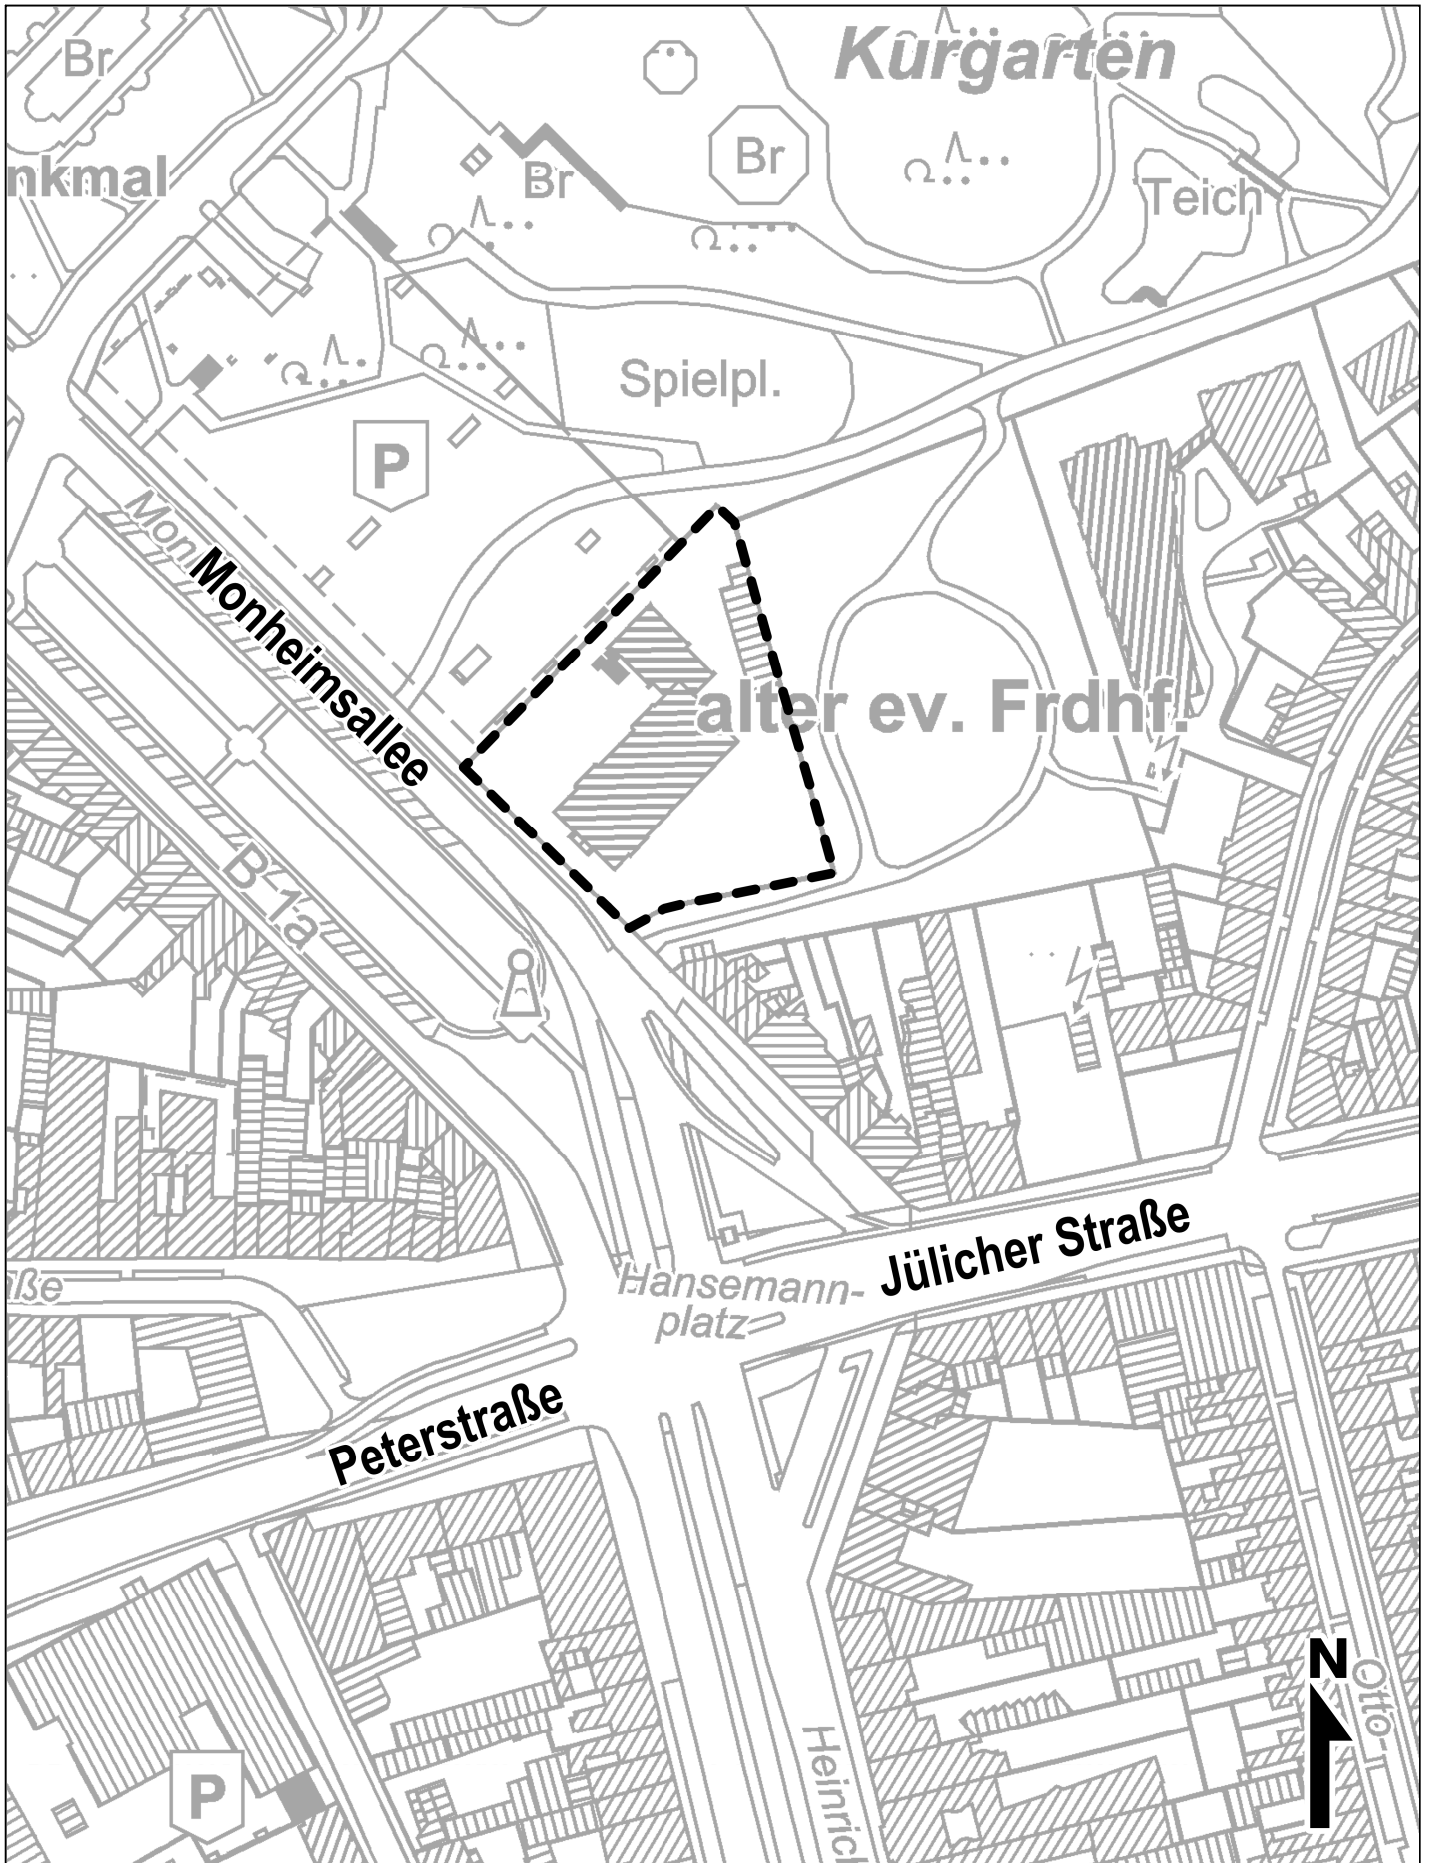 Kurgarten
Br
Br
Br
nkmal
Teich
Spielpl.
P
Mon
Monheimsallee
alter ev. Frdhf.
B 1a
Jülicher Straße
Hansemann-
platz
ße
Peterstraße
N
Otto-
Heinrich
P